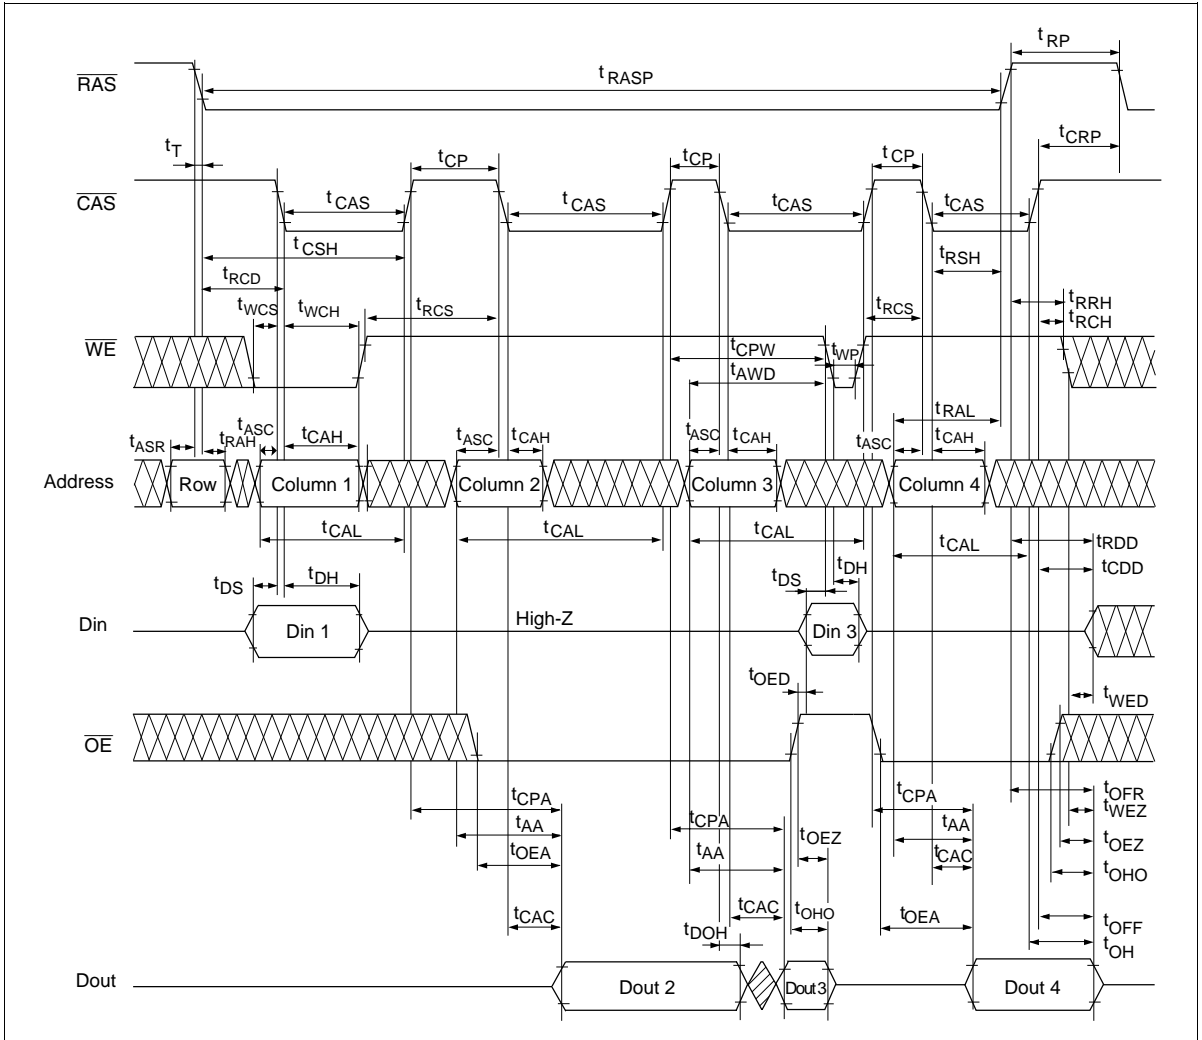 tRP
RAS
tRASP
tT
tCRP
tCP
tCP
tCP
CAS
tCAS
tCAS
tCAS
tCAS
tCSH
tRSH
tRCD
tWCS
tWCH
tRCS
tRCS
tRRH
tRCH
WE
tCPW
tWP
tAWD
tRAL
tASR
tRAH
tASC
tCAH
tASC
tCAH
tASC
tCAH
tASC
tCAH
Address
Row
Column 1
Column 2
Column 3
Column 4
tCAL
tCAL
tCAL
tCAL
tRDD
tCDD
tDS
tDH
tDS
tDH
Din
Din 1
High-Z
Din 3
tOED
tWED
OE
tCPA
tCPA
tCPA
tOFR
tWEZ
tAA
tOEZ
tAA
tOEZ
tOEA
tAA
tCAC
tOHO
tCAC
tCAC
tOHO
tOEA
tOFF
tDOH
tOH
Dout
Dout 2
Dout 3
Dout 4